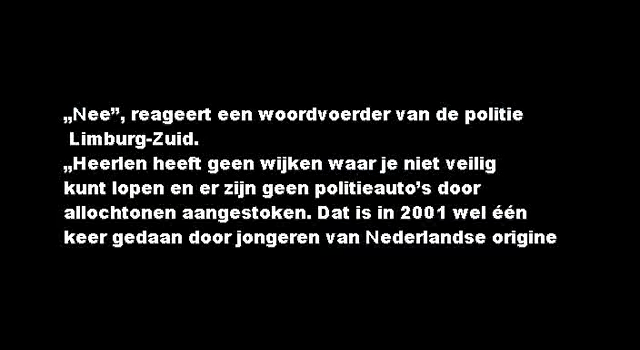 „Nee”, reageert een woordvoerder van de politie
Limburg-Zuid.
„Heerlen heeft geen wijken waar je niet veilig
kunt lopen en er zijn geen politieauto’s door
allochtonen aangestoken. Dat is in 2001 wel één
keer gedaan door jongeren van Nederlandse origine